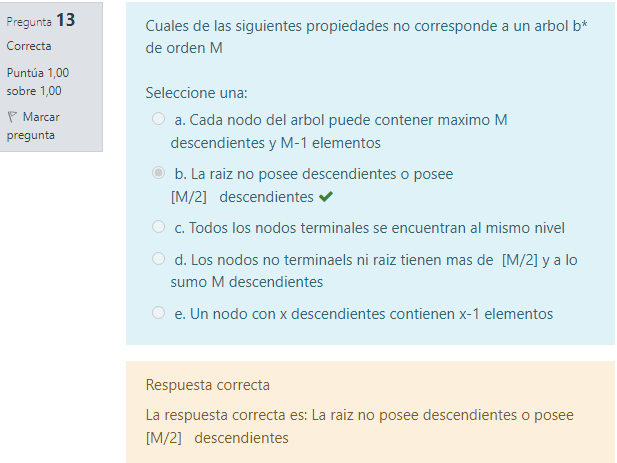 Pregunta 13
Correcta
Puntúa 1,00
sobre 1,00
Marcar
pregunta
Cuales de las siguientes propiedades no corresponde a un arbol b*
de orden M
Seleccione una:
a. Cada nodo del arbol puede contener maximo M
descendientes y M-1 elementos
b. La raiz no posee descendientes o posee
[M/2] descendientes
c. Todos los nodos terminales se encuentran al mismo nivel
d. Los nodos no terminaels ni raiz tienen mas de [M/2] y a lo
sumo M descendientes
e. Un nodo con x descendientes contienen x-1 elementos
Respuesta correcta
La respuesta correcta es: La raiz no posee descendientes o posee
[M/2] descendientes